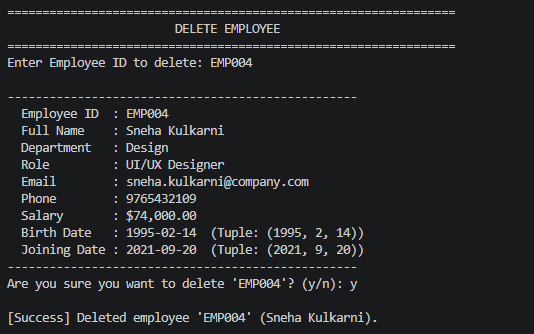 ================================================================
DELETE EMPLOYEE
================================================================
Enter Employee ID to delete: EMP004
--------------------------------------------------
Employee ID : EMP004
Full Name : Sneha Kulkarni
Department : Design
Role : UI/UX Designer
Email : sneha.kulkarni@company.com
Phone : 9765432109
Salary : $74,000.00
Birth Date : 1995-02-14 (Tuple: (1995, 2, 14))
Joining Date : 2021-09-20 (Tuple: (2021, 9, 20))
--------------------------------------------------
Are you sure you want to delete 'EMP004'? (y/n): y
[Success] Deleted employee 'EMP004' (Sneha Kulkarni).